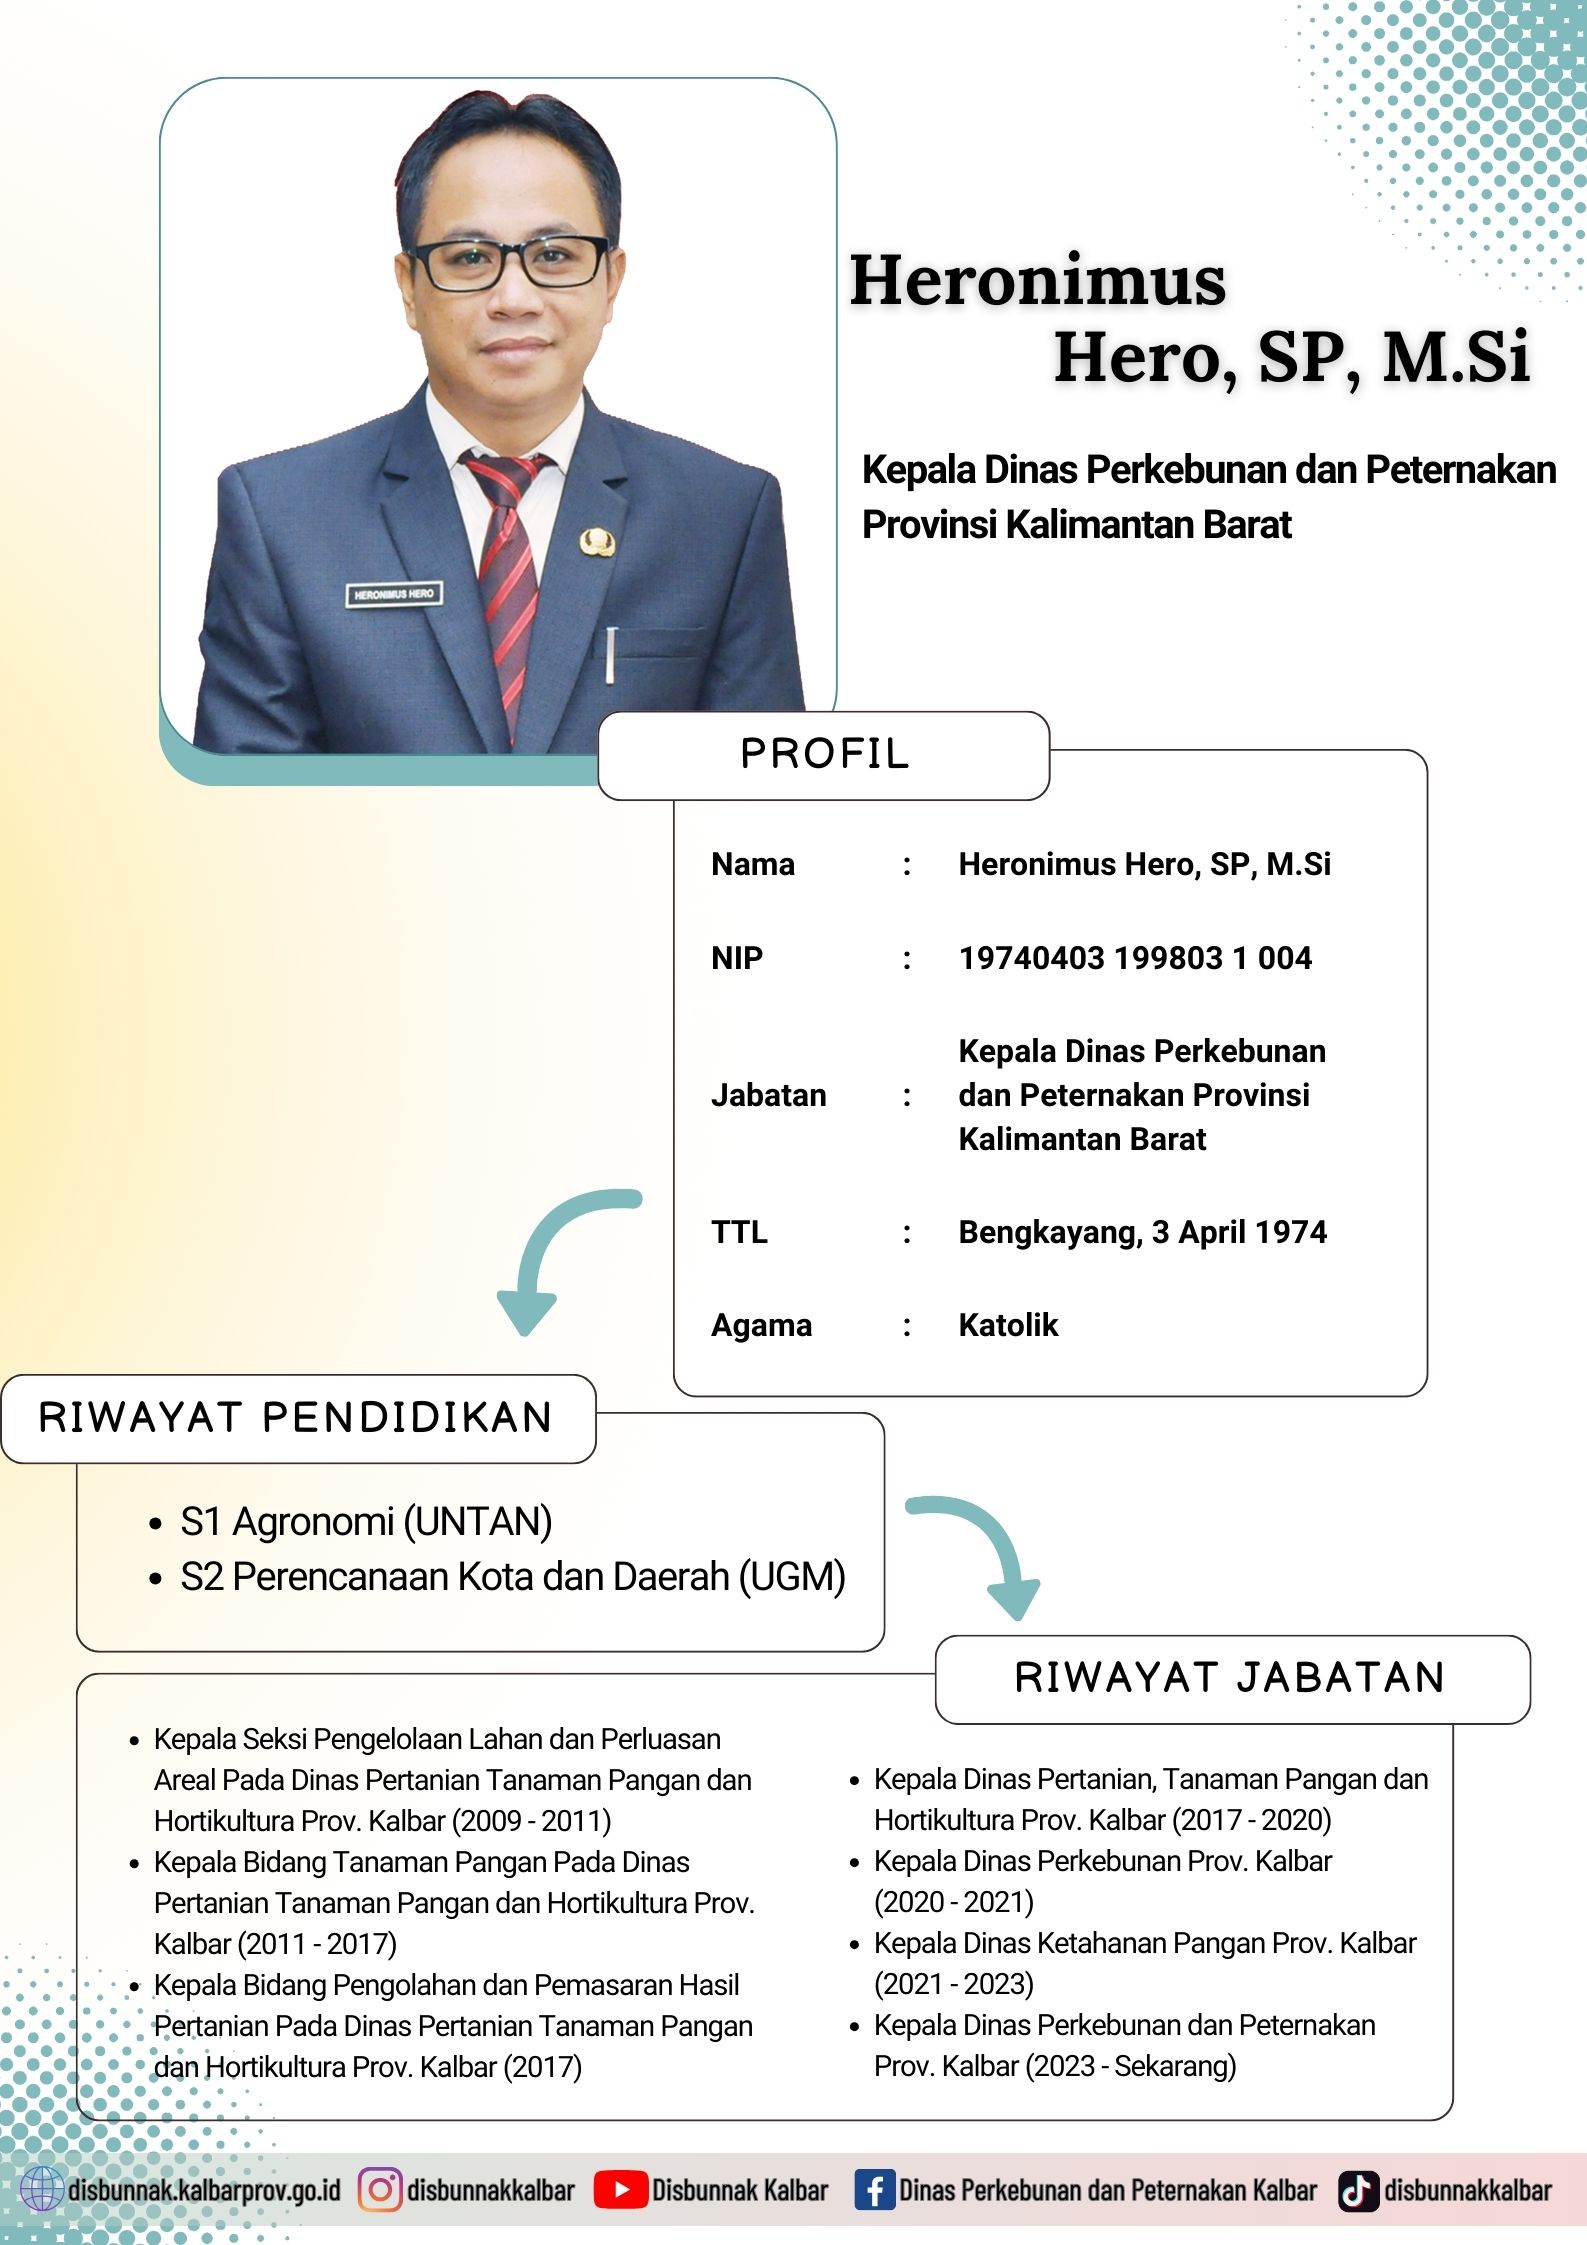 Heronimus
Hero, SP, M.Si
Kepala Dinas Perkebunan dan Peternakan
Provinsi Kalimantan Barat
HERONIMUS HERO
PROFIL
Nama : Heronimus Hero, SP, M.Si
NIP : 19740403 199803 1 004
Jabatan : Kepala Dinas Perkebunan
dan Peternakan Provinsi
Kalimantan Barat
TTL : Bengkayang, 3 April 1974
Agama : Katolik
RIWAYAT PENDIDIKAN
• S1 Agronomi (UNTAN)
• S2 Perencanaan Kota dan Daerah (UGM)
RIWAYAT JABATAN
• Kepala Seksi Pengelolaan Lahan dan Perluasan
Areal Pada Dinas Pertanian Tanaman Pangan dan
Hortikultura Prov. Kalbar (2009 - 2011)
• Kepala Bidang Tanaman Pangan Pada Dinas
Pertanian Tanaman Pangan dan Hortikultura Prov.
Kalbar (2011 - 2017)
• Kepala Bidang Pengolahan dan Pemasaran Hasil
Pertanian Pada Dinas Pertanian Tanaman Pangan
dan Hortikultura Prov. Kalbar (2017)
• Kepala Dinas Pertanian, Tanaman Pangan dan
Hortikultura Prov. Kalbar (2017 - 2020)
• Kepala Dinas Perkebunan Prov. Kalbar
(2020 - 2021)
• Kepala Dinas Ketahanan Pangan Prov. Kalbar
(2021 - 2023)
• Kepala Dinas Perkebunan dan Peternakan
Prov. Kalbar (2023 - Sekarang)
disbunnak.kalbarprov.go.id disbunnakkalbar Disbunnak Kalbar Dinas Perkebunan dan Peternakan Kalbar disbunnakkalbar